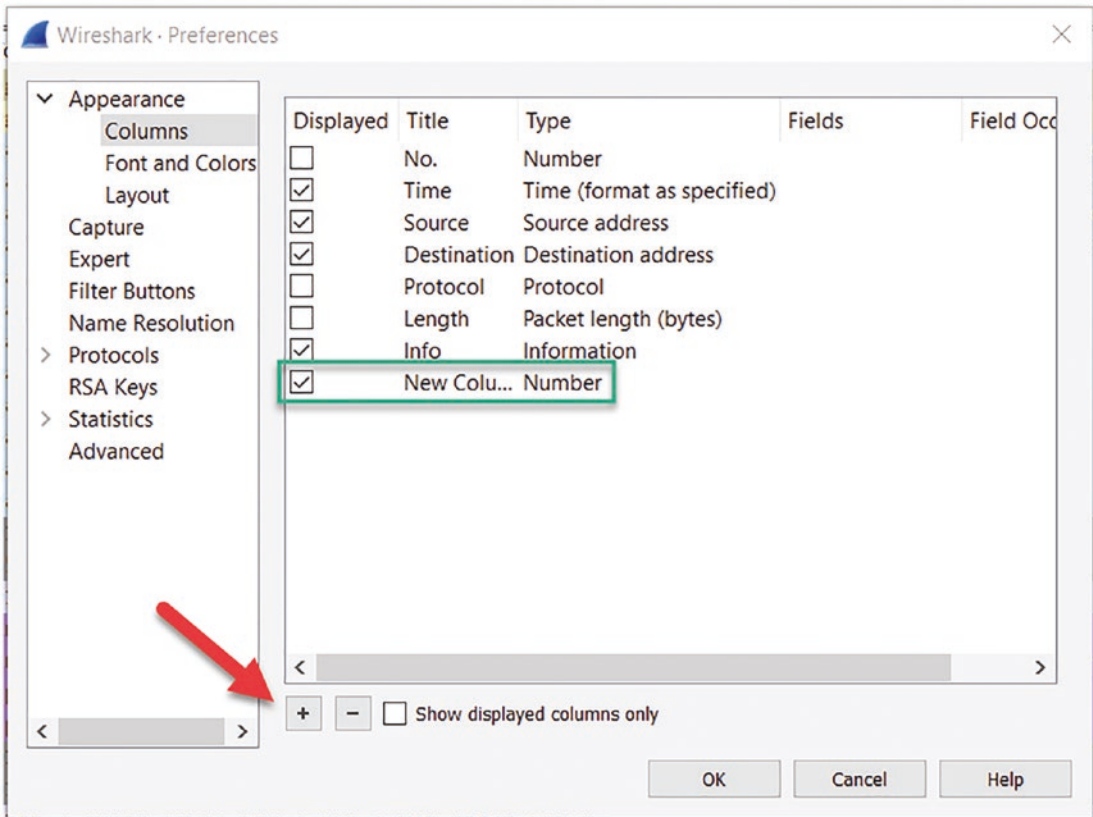 Wireshark · Preferences
Appearance
Columns
Font and Colors
Layout
Capture
Expert
Filter Buttons
Name Resolution
Protocols
RSA Keys
Statistics
Advanced
Displayed Title Type Fields Field Occ
No. Number
Time Time (format as specified)
Source Source address
Destination Destination address
Protocol Protocol
Length Packet length (bytes)
Info Information
New Colu... Number
+ − Show displayed columns only
OK Cancel Help